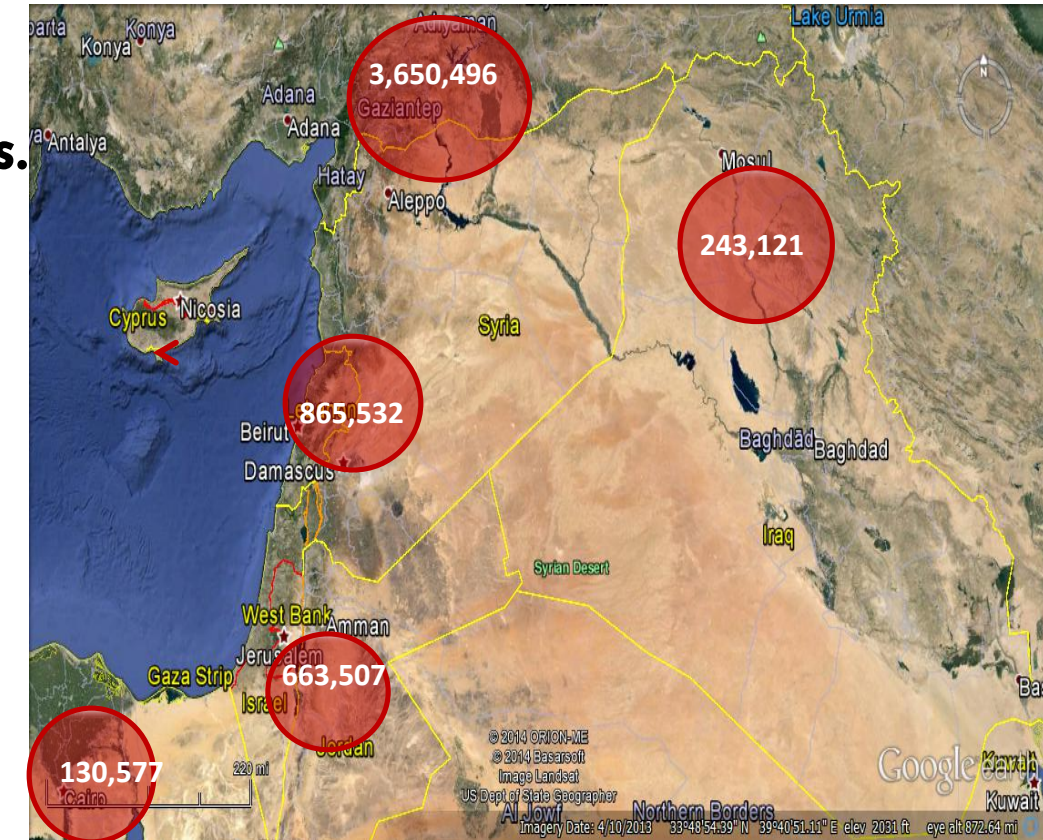 s.
Konya
Konya
Adiyaman
Lake Urmia
N
3,650,496
Adana
Gaziantep
Adana
Antalya
Mosul
Hatay
Aleppo
243,121
Nicosia
Cyprus
Syria
865,532
Beirut
Baghdād
Baghdad
Damascus
Iraq
Syrian Desert
West Bank
Amman
Jerusalem
Gaza Strip
663,507
Israel
Jordan
© 2014 ORION-ME
© 2014 Basarsoft
Image Landsat
US Dept of State Geographer
Google earth
130,577
220 mi
Cairo
Kuwait
Kuwait
Al Jowf
Northern Borders
Imagery Date: 4/10/2013 33°48'54.39" N 39°40'51.11" E elev 2031 ft eye alt 872.64 mi